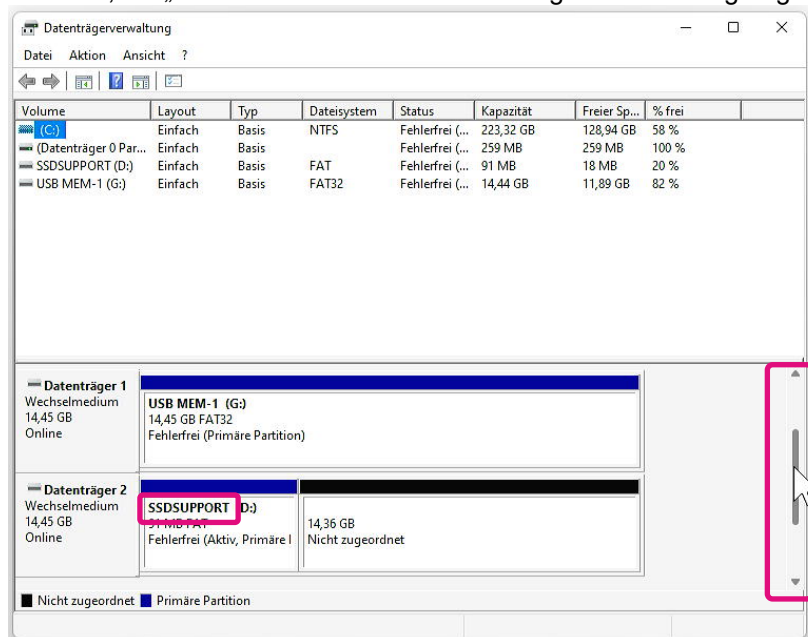 Datenträgerverwaltung
Datei Aktion Ansicht ?
Volume Layout Typ Dateisystem Status Kapazität Freier Sp... % frei
(C:) Einfach Basis NTFS Fehlerfrei (... 223,32 GB 128,94 GB 58 %
(Datenträger 0 Par... Einfach Basis Fehlerfrei (... 259 MB 259 MB 100 %
SSDSUPPORT (D:) Einfach Basis FAT Fehlerfrei (... 91 MB 18 MB 20 %
USB MEM-1 (G:) Einfach Basis FAT32 Fehlerfrei (... 14,44 GB 11,89 GB 82 %
Datenträger 1
Wechselmedium
14,45 GB
Online
USB MEM-1 (G:)
14,45 GB FAT32
Fehlerfrei (Primäre Partition)
Datenträger 2
Wechselmedium
14,45 GB
Online
SSDSUPPORT D:)
91 MB FAT
Fehlerfrei (Aktiv, Primäre
14,36 GB
Nicht zugeordnet
Nicht zugeordnet Primäre Partition